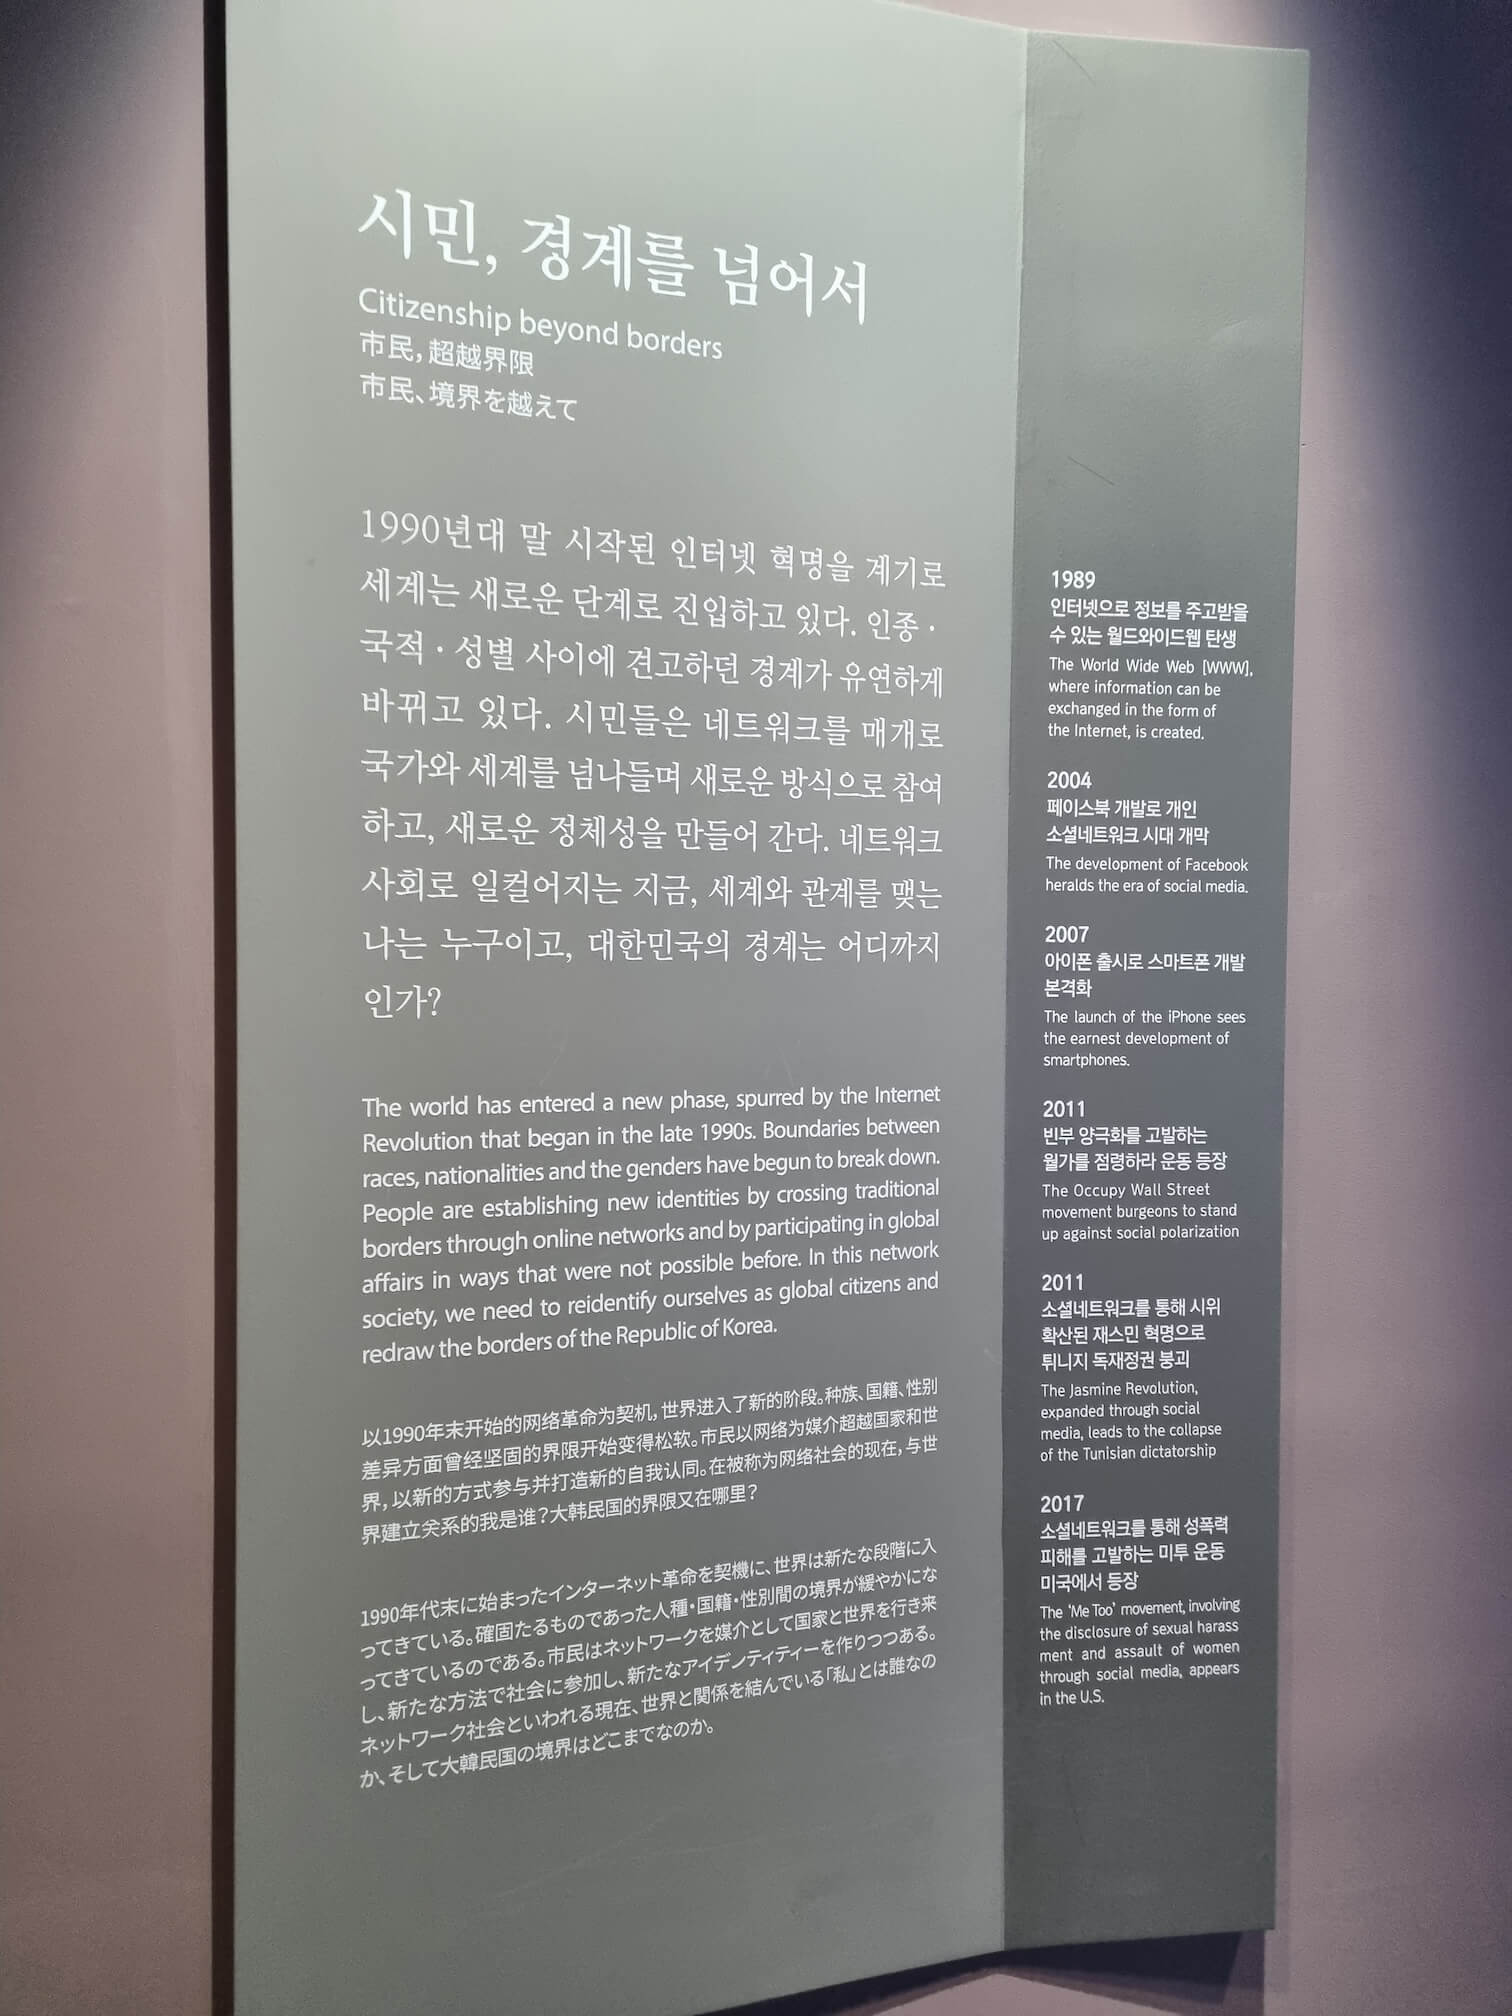 시민, 경계를 넘어서
Citizenship beyond borders
市民，超越界限
市民、境界を越えて
1990년대 말 시작된 인터넷 혁명을 계기로
세계는 새로운 단계로 진입하고 있다. 인종 ·
국적 · 성별 사이에 견고하던 경계가 유연하게
바뀌고 있다. 시민들은 네트워크를 매개로
국가와 세계를 넘나들며 새로운 방식으로 참여
하고, 새로운 정체성을 만들어 간다. 네트워크
사회로 일컬어지는 지금, 세계와 관계를 맺는
나는 누구이고, 대한민국의 경계는 어디까지
인가?
The world has entered a new phase, spurred by the Internet
Revolution that began in the late 1990s. Boundaries between
races, nationalities and the genders have begun to break down.
People are establishing new identities by crossing traditional
borders through online networks and by participating in global
affairs in ways that were not possible before. In this network
society, we need to reidentify ourselves as global citizens and
redraw the borders of the Republic of Korea.
以1990年末开始的网络革命为契机，世界进入了新的阶段。种族、国籍、性别
差异方面曾经坚固的界限开始变得松软。市民以网络为媒介超越国家和世
界，以新的方式参与并打造新的自我认同。在被称为网络社会的现在，与世
界建立关系的我是谁？大韩民国的界限又在哪里？
1990年代末に始まったインターネット革命を契機に、世界は新たな段階に入
ってきている。確固たるものであった人種・国籍・性別間の境界が緩やかにな
ってきているのである。市民はネットワークを媒介として国家と世界を行き来
し、新たな方法で社会に参加し、新たなアイデンティティーを作りつつある。
ネットワーク社会といわれる現在、世界と関係を結んでいる「私」とは誰なの
か、そして大韓民国の境界はどこまでなのか。
1989
인터넷으로 정보를 주고받을
수 있는 월드와이드웹 탄생
The World Wide Web [WWW],
where information can be
exchanged in the form of
the Internet, is created.
2004
페이스북 개발로 개인
소셜네트워크 시대 개막
The development of Facebook
heralds the era of social media.
2007
아이폰 출시로 스마트폰 개발
본격화
The launch of the iPhone sees
the earnest development of
smartphones.
2011
빈부 양극화를 고발하는
월가를 점령하라 운동 등장
The Occupy Wall Street
movement burgeons to stand
up against social polarization
2011
소셜네트워크를 통해 시위
확산된 재스민 혁명으로
튀니지 독재정권 붕괴
The Jasmine Revolution,
expanded through social
media, leads to the collapse
of the Tunisian dictatorship
2017
소셜네트워크를 통해 성폭력
피해를 고발하는 미투 운동
미국에서 등장
The ‘Me Too’ movement, involving
the disclosure of sexual harass
ment and assault of women
through social media, appears
in the U.S.